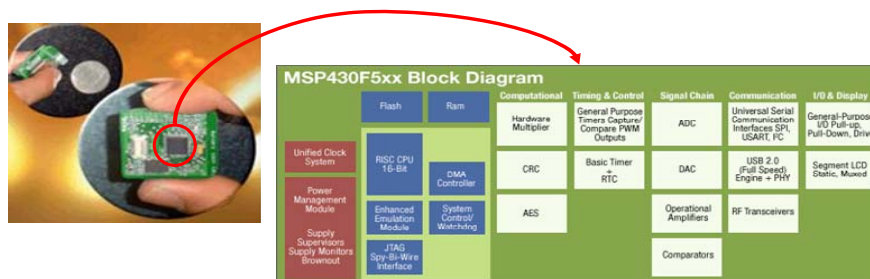 MSP430F5xx Block Diagram
Computational
Timing & Control
Signal Chain
Communication
I/O & Display
Flash
Ram
Unified Clock
System
Power
Management
Module
Supply
Supervisors
Supply Monitors
Brownout
RISC CPU
16-Bit
DMA
Controller
Enhanced
Emulation
Module
System
Control/
Watchdog
JTAG
Spy-Bi-Wire
Interface
Hardware
Multiplier
CRC
AES
General Purpose
Timers Capture/
Compare PWM
Outputs
Basic Timer
+
RTC
ADC
DAC
Operational
Amplifiers
Comparators
Universal Serial
Communication
Interfaces SPI,
USART, I²C
USB 2.0
(Full Speed)
Engine + PHY
RF Transceivers
General-Purpose
I/O Pull-up,
Pull-Down, Drive
Segment LCD
Static, Muxed